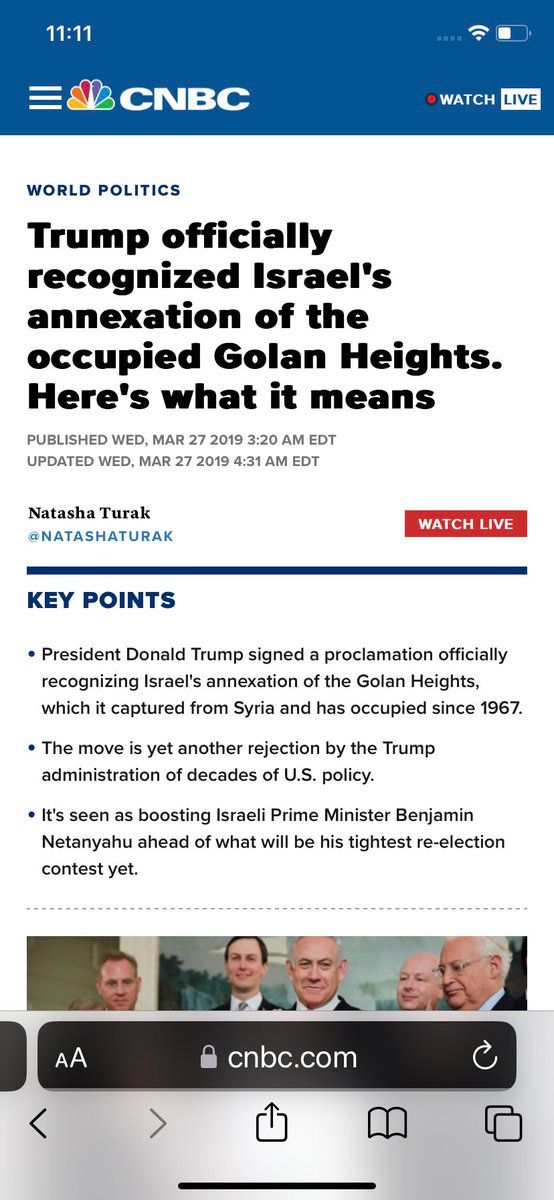 11:11
CNBC
WATCH LIVE
WORLD POLITICS
Trump officially
recognized Israel's
annexation of the
occupied Golan Heights.
Here's what it means
PUBLISHED WED, MAR 27 2019 3:20 AM EDT
UPDATED WED, MAR 27 2019 4:31 AM EDT
Natasha Turak
@NATASHATURAK
WATCH LIVE
KEY POINTS
• President Donald Trump signed a proclamation officially
recognizing Israel's annexation of the Golan Heights,
which it captured from Syria and has occupied since 1967.
• The move is yet another rejection by the Trump
administration of decades of U.S. policy.
• It's seen as boosting Israeli Prime Minister Benjamin
Netanyahu ahead of what will be his tightest re-election
contest yet.
AA
cnbc.com